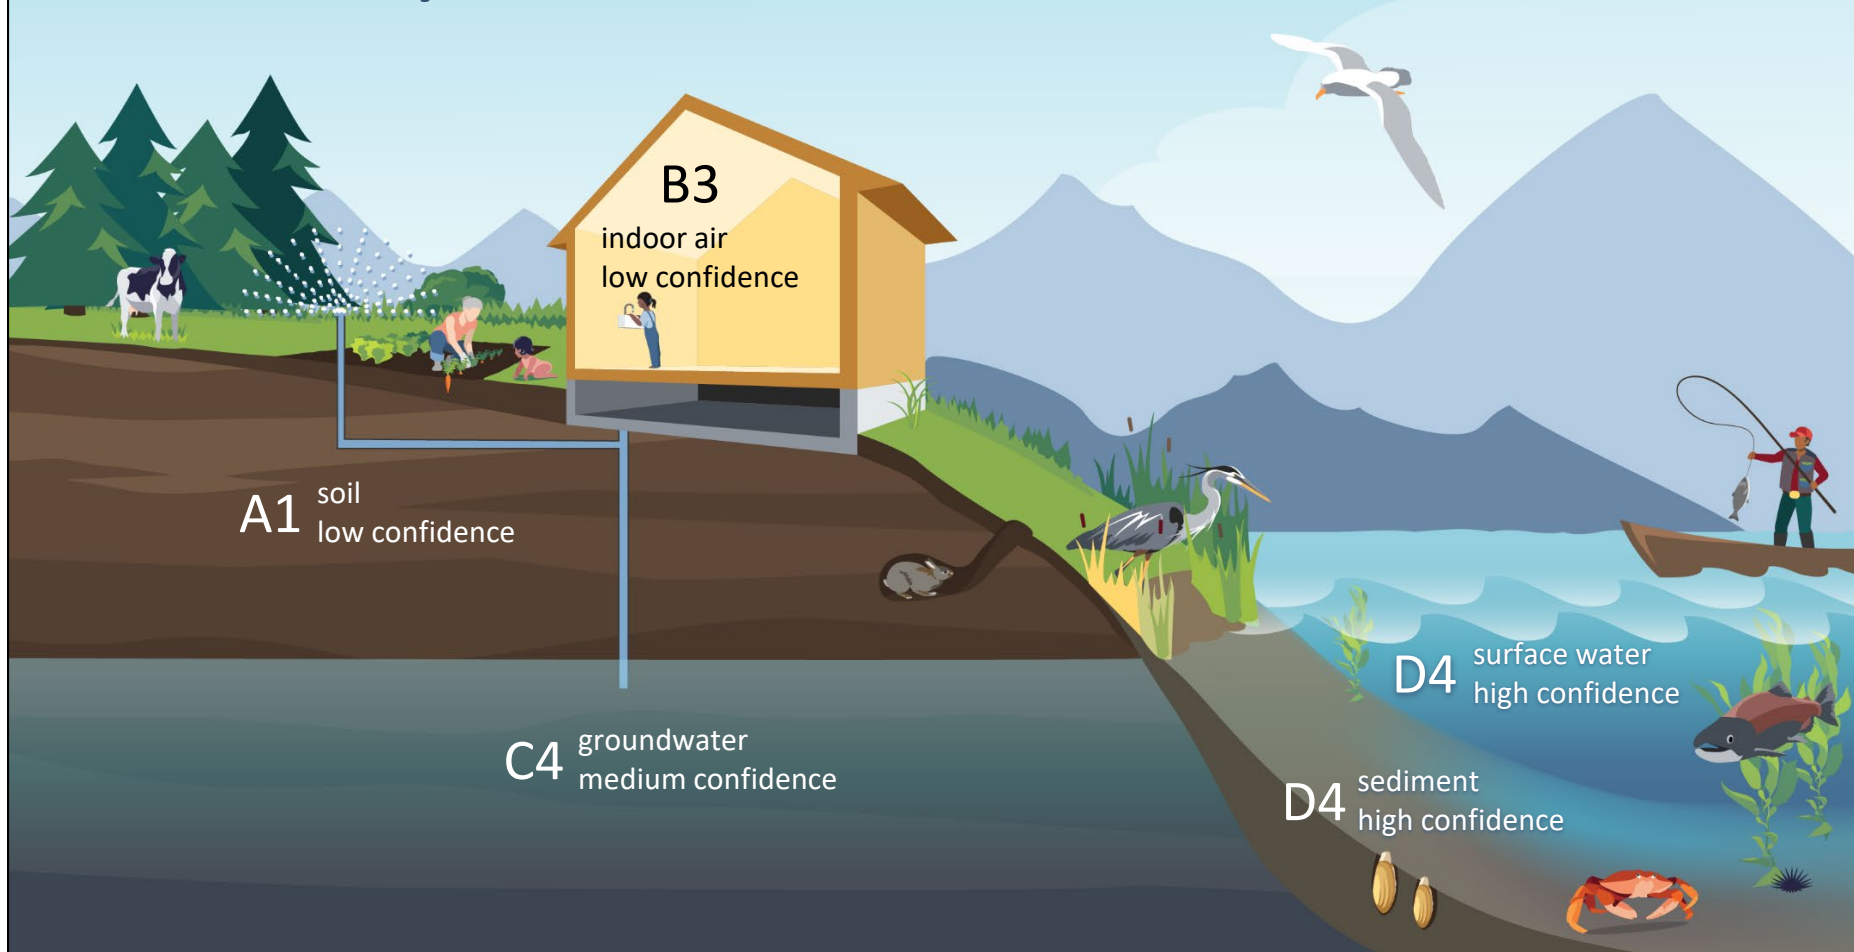 B3
indoor air
low confidence
A1
soil
low confidence
D4
surface water
high confidence
C4
groundwater
medium confidence
D4
sediment
high confidence